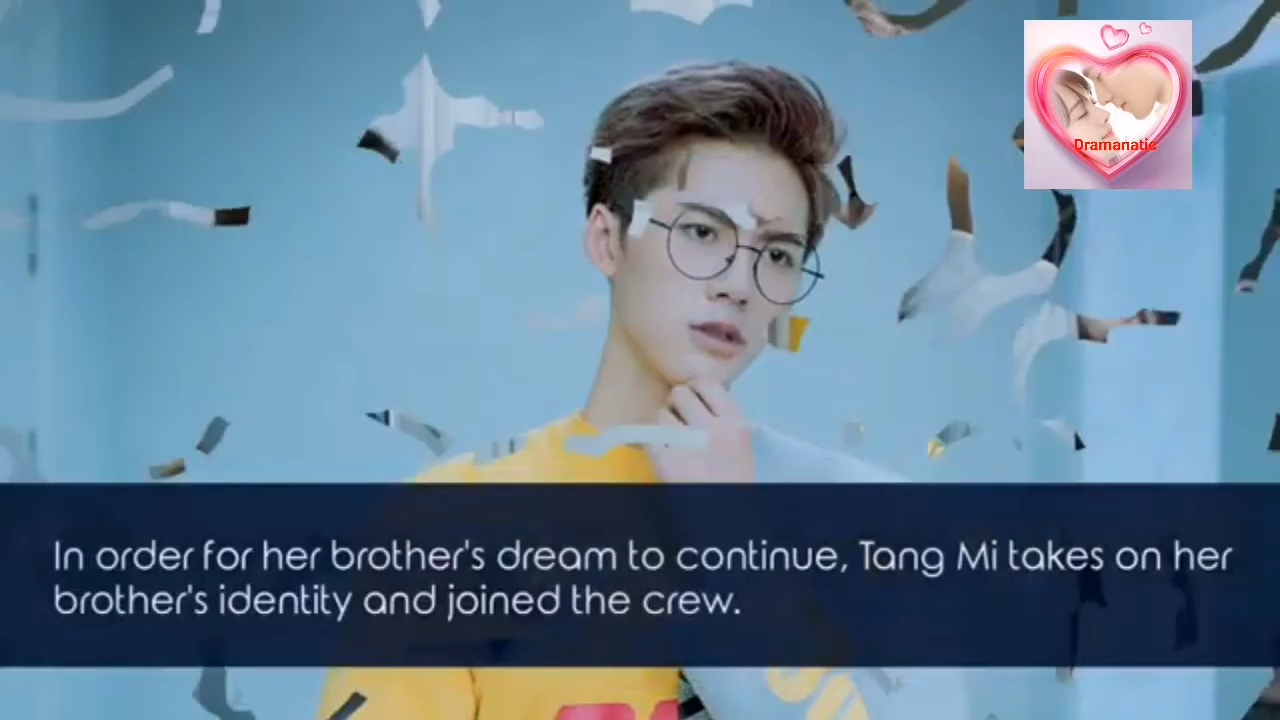 Dramanatic
In order for her brother's dream to continue, Tang Mi takes on her
brother's identity and joined the crew.